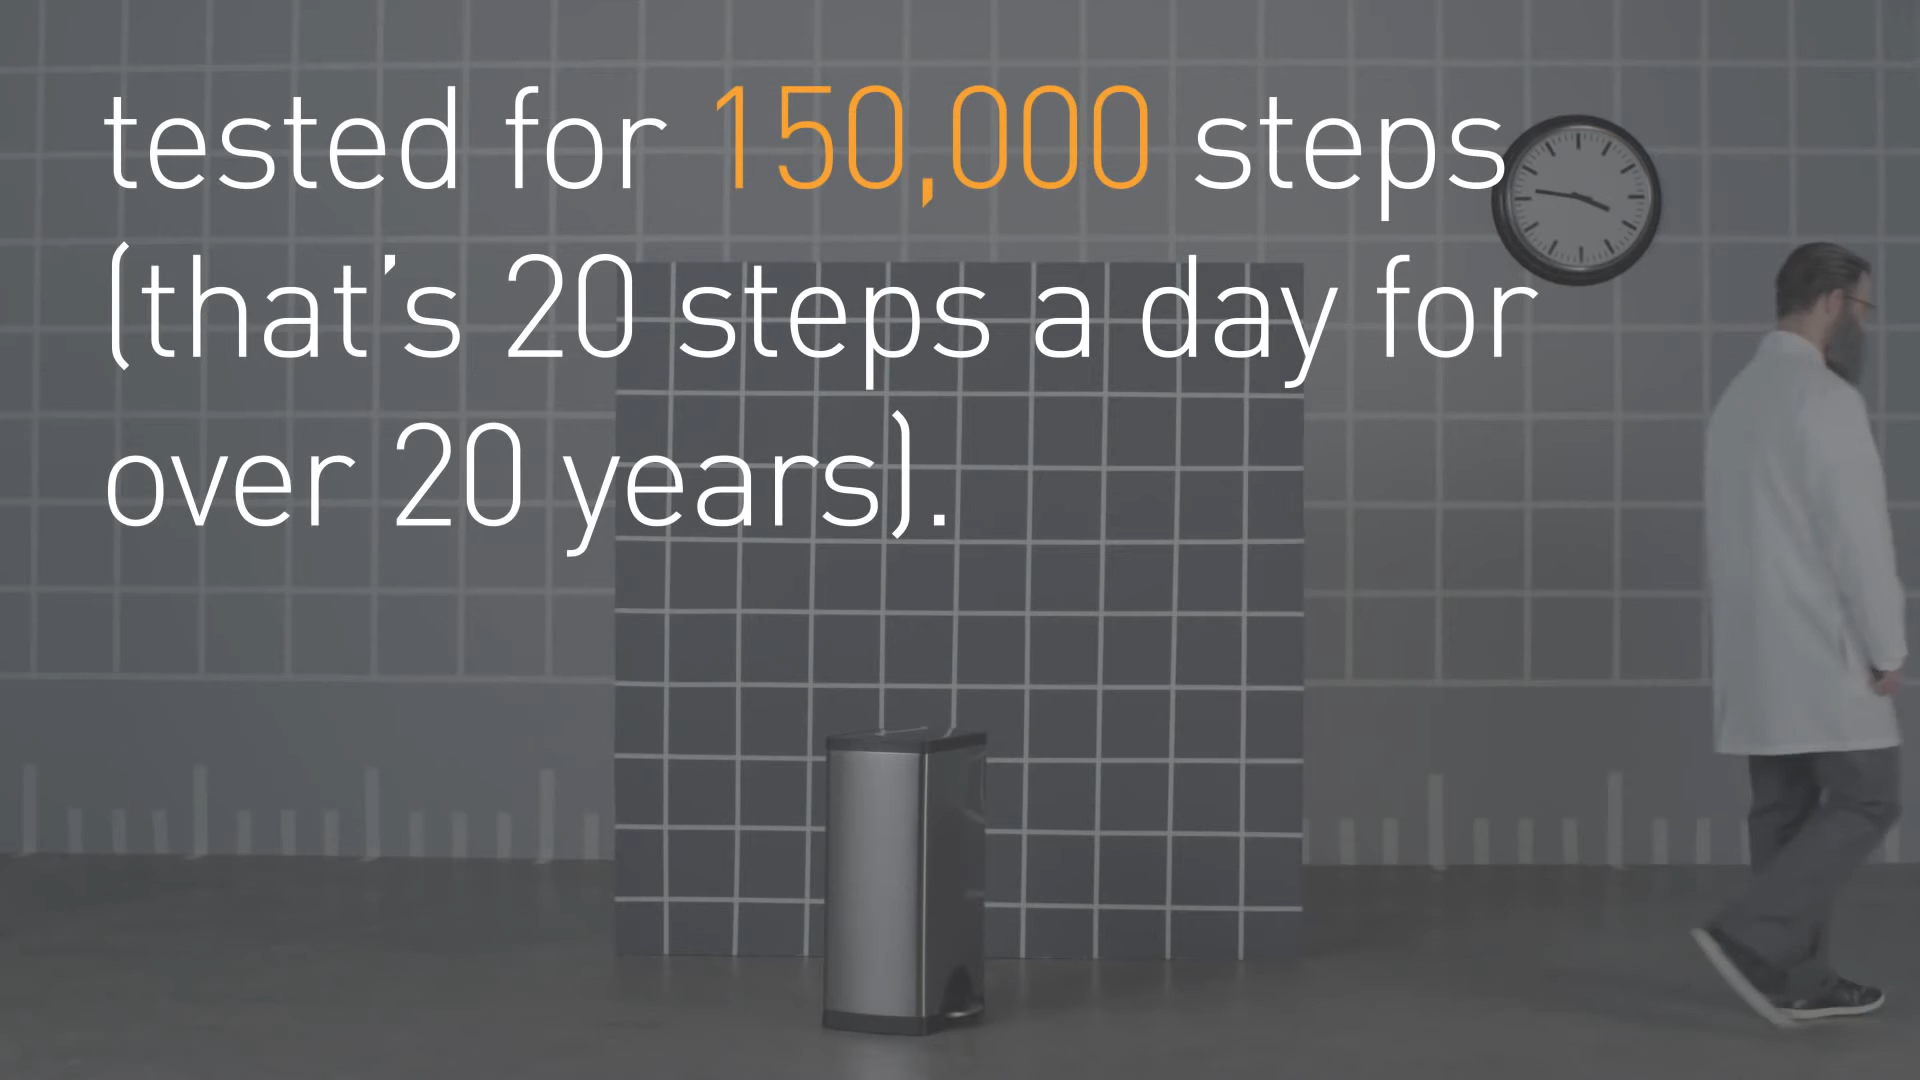 tested for 150,000 steps
(that’s 20 steps a day for
over 20 years).